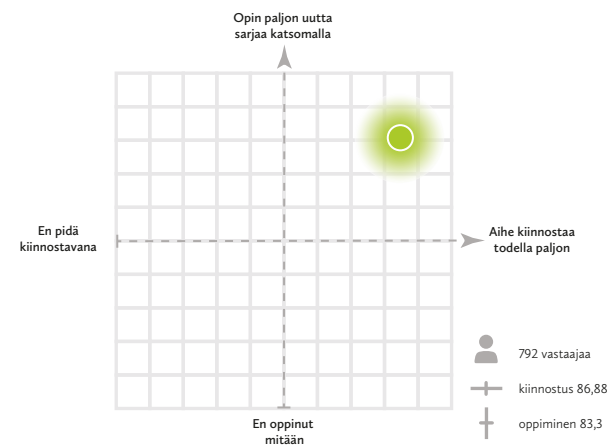 Opin paljon uutta
sarjaa katsomalla
En pidä
kiinnostavana
Aihe kiinnostaa
todella paljon
En oppinut
mitään
792 vastaajaa
kiinnostus 86,88
oppiminen 83,3